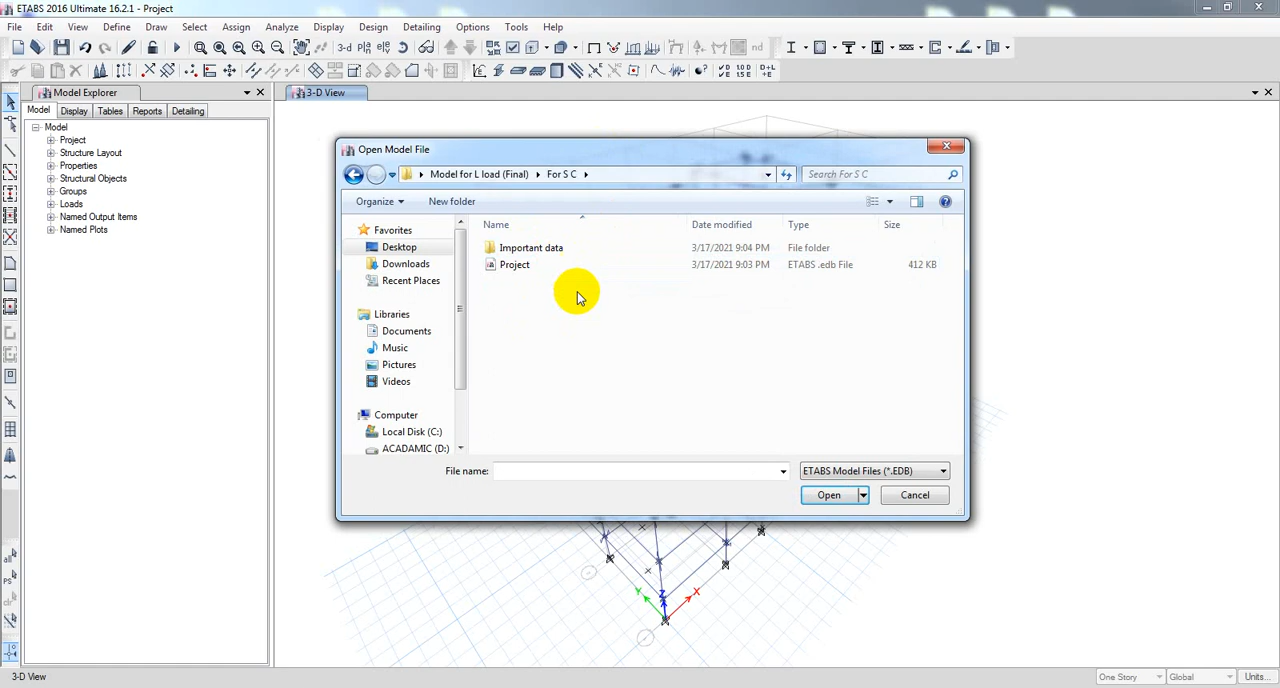 ETABS 2016 Ultimate 16.2.1 - Project
File Edit View Define Draw Select Assign Analyze Display Design Detailing Options Tools Help
3-d
nd
Model Explorer
3-D View
Model Display Tables Reports Detailing
Model
Project
Structure Layout
Properties
Structural Objects
Groups
Loads
Named Output Items
Named Plots
Open Model File
Model for L load (Final) For S C
Search For S C
Organize New folder
Favorites
Desktop
Downloads
Recent Places
Libraries
Documents
Music
Pictures
Videos
Computer
Local Disk (C:)
ACADAMIC (D:)
Name Date modified Type Size
Important data 3/17/2021 9:04 PM File folder
Project 3/17/2021 9:03 PM ETABS .edb File 412 KB
File name:
ETABS Model Files (*.EDB)
Open Cancel
Y Z X
3-D View
One Story Global Units...